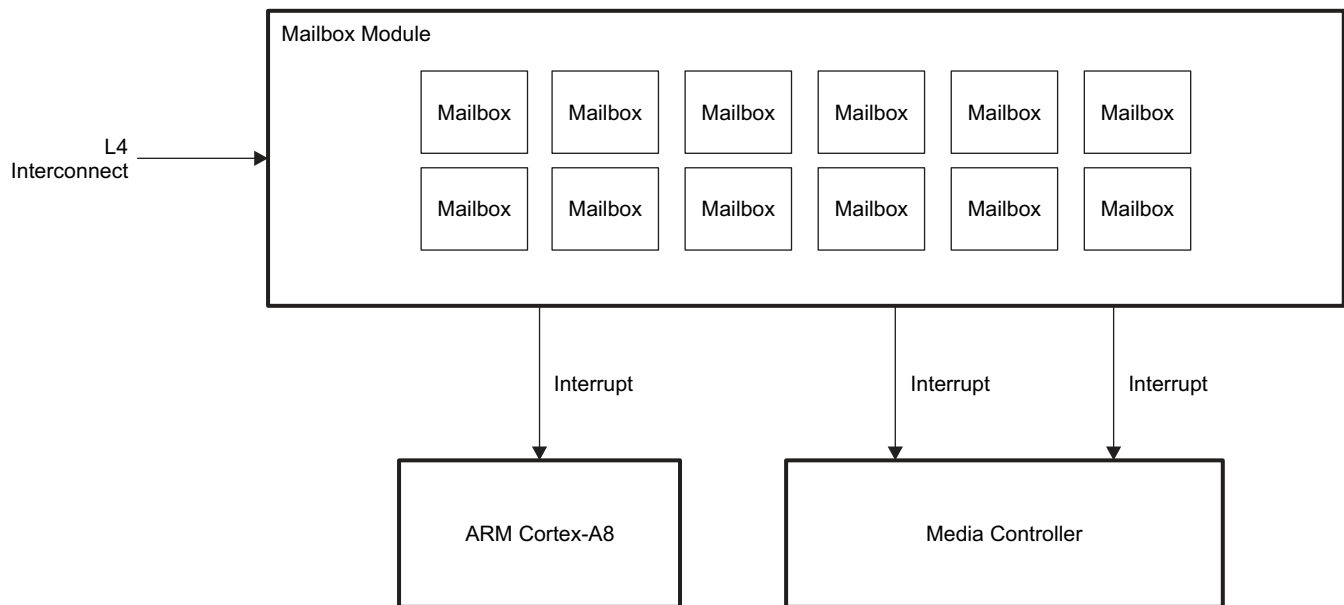 Mailbox Module
Mailbox Mailbox Mailbox Mailbox Mailbox Mailbox
L4
Interconnect
Mailbox Mailbox Mailbox Mailbox Mailbox Mailbox
Interrupt Interrupt Interrupt
ARM Cortex-A8 Media Controller